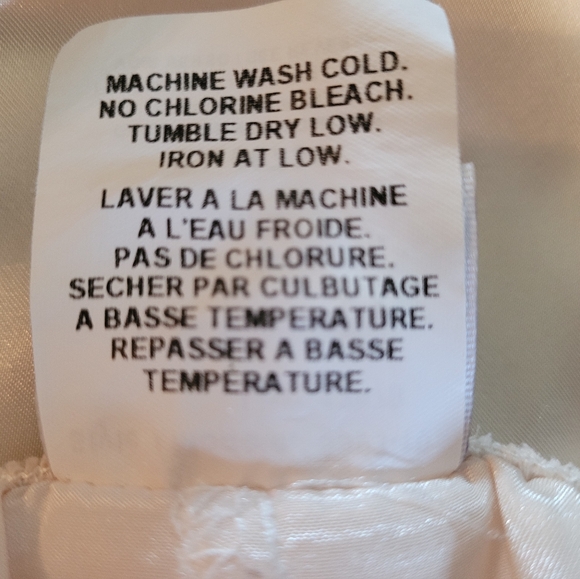 MACHINE WASH COLD.
NO CHLORINE BLEACH.
TUMBLE DRY LOW.
IRON AT LOW.
LAVER A LA MACHINE
A L'EAU FROIDE.
PAS DE CHLORURE.
SECHER PAR CULBUTAGE
A BASSE TEMPERATURE.
REPASSER A BASSE
TEMPERATURE.